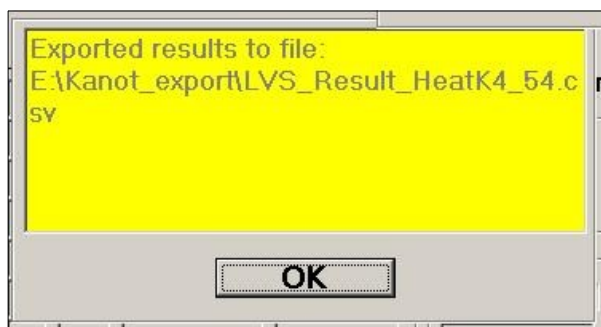 Exported results to file:
E:\Kanot_export\LVS_Result_HeatK4_54.c
sv
OK